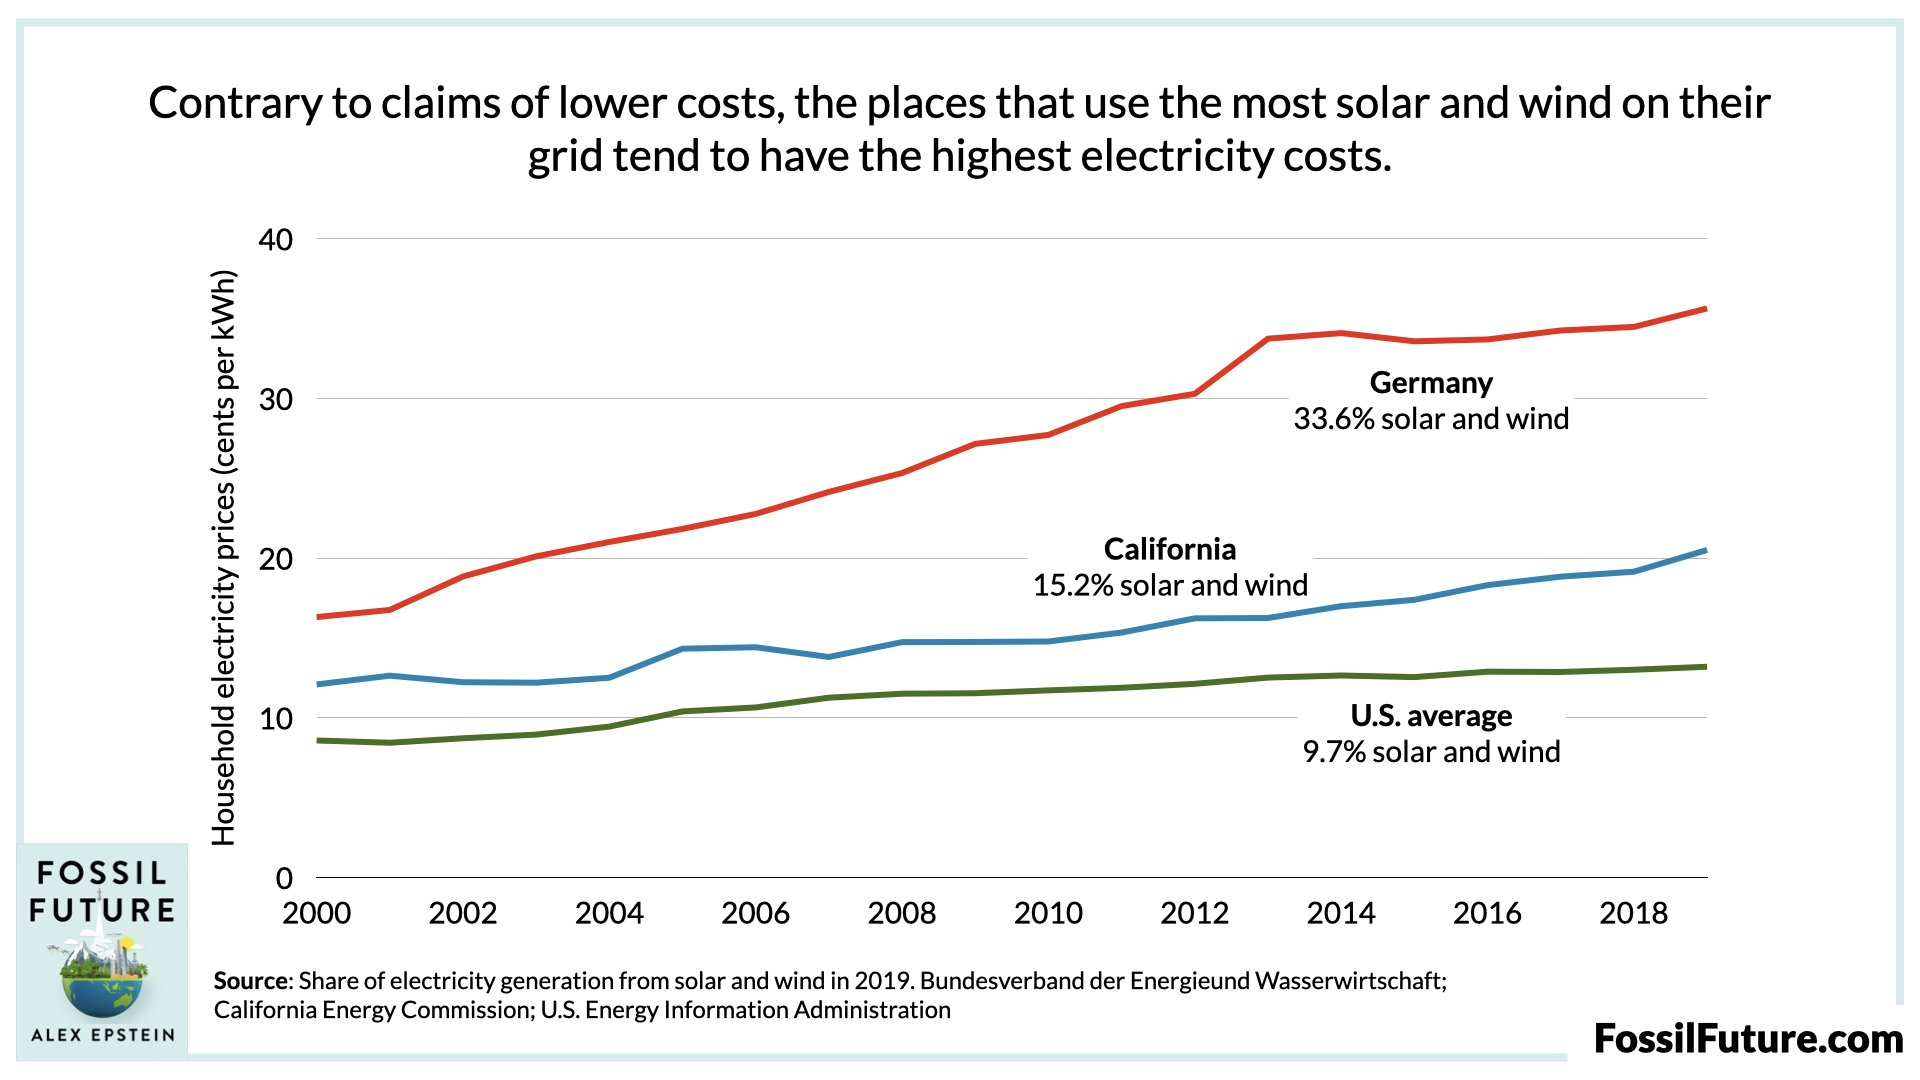 Contrary to claims of lower costs, the places that use the most solar and wind on their
grid tend to have the highest electricity costs.
Household electricity prices (cents per kWh)
40
30
20
10
0
Germany
33.6% solar and wind
California
15.2% solar and wind
U.S. average
9.7% solar and wind
2000 2002 2004 2006 2008 2010 2012 2014 2016 2018
Source: Share of electricity generation from solar and wind in 2019. Bundesverband der Energieund Wasserwirtschaft;
California Energy Commission; U.S. Energy Information Administration
FOSSIL
FUTURE
ALEX EPSTEIN
FossilFuture.com